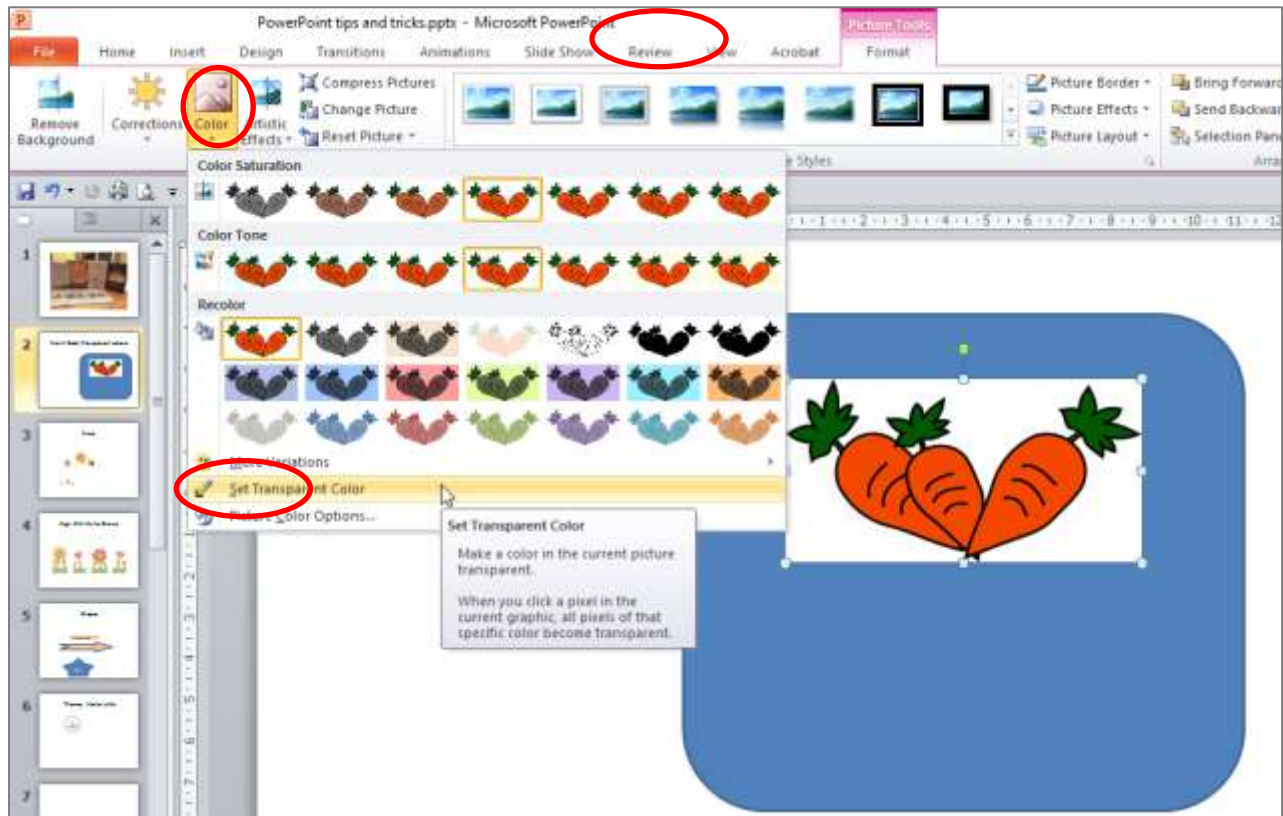 PowerPoint tips and tricks.pptx - Microsoft PowerPoint
Picture Tools
File Home Insert Design Transitions Animations Slide Show Review View Acrobat Format
Remove Background
Corrections
Color
Artistic Effects
Compress Pictures
Change Picture
Reset Picture
Picture Border
Picture Effects
Picture Layout
Bring Forward
Send Backwa
Selection Pan
e Styles
Arra
Color Saturation
Color Tone
Recolor
More Variations
Set Transparent Color
Picture Color Options...
Set Transparent Color
Make a color in the current picture
transparent.
When you click a pixel in the
current graphic, all pixels of that
specific color become transparent.
1
2
3
4
5
6
7